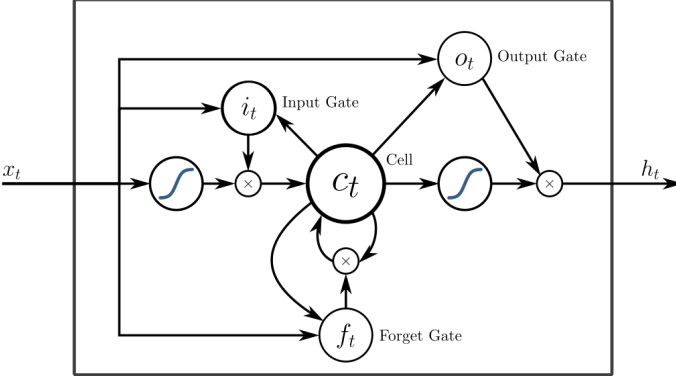 o_t
Output Gate
i_t
Input Gate
x_t
Cell
h_t
×
c_t
×
×
f_t
Forget Gate